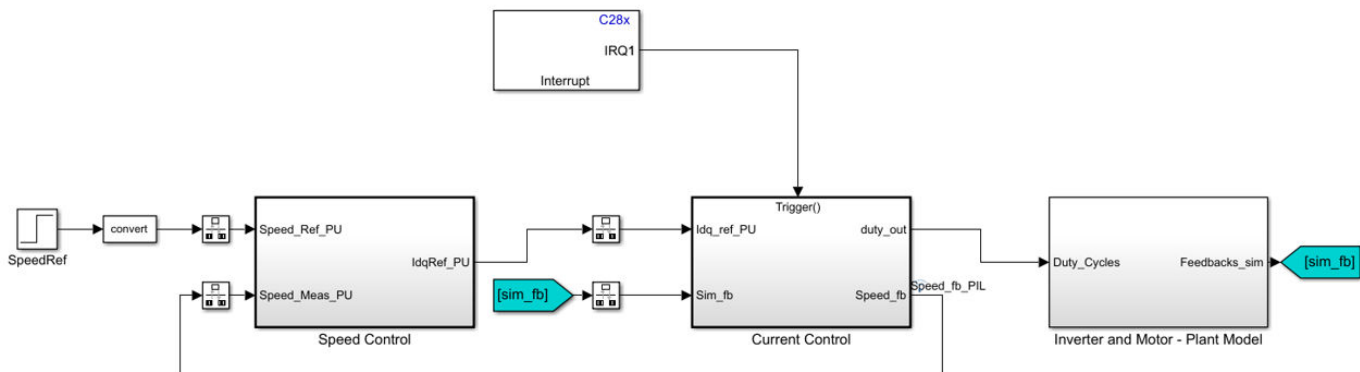 C28x
IRQ1
Interrupt
SpeedRef
convert
Speed_Ref_PU
Speed_Meas_PU
IdqRef_PU
Speed Control
[sim_fb]
Trigger()
Idq_ref_PU
Sim_fb
duty_out
Speed_fb
Current Control
Speed_fb_PIL
Duty_Cycles
Feedbacks_sim
Inverter and Motor - Plant Model
[sim_fb]